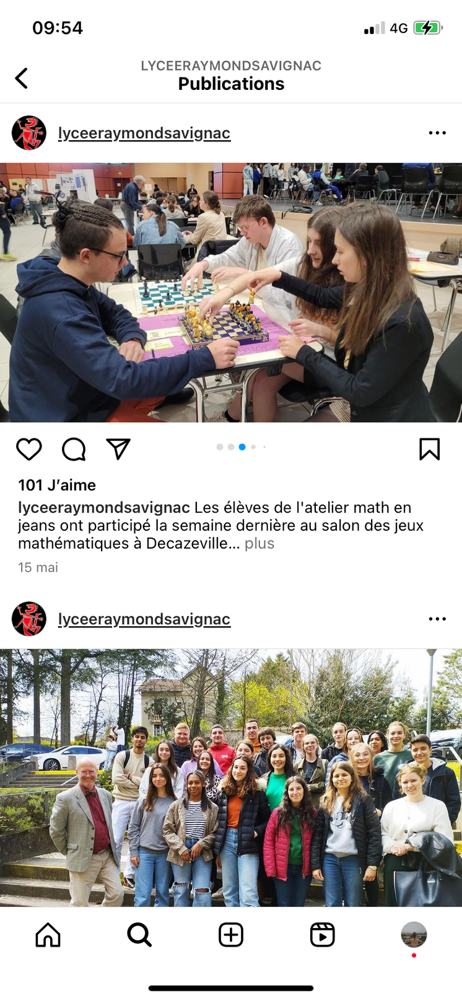 09:54
4G
LYCEERAYMONDSAVIGNAC
Publications
lyceeraymondsavignac
101 J’aime
lyceeraymondsavignac Les élèves de l'atelier math en
jeans ont participé la semaine dernière au salon des jeux
mathématiques à Decazeville... plus
15 mai
lyceeraymondsavignac